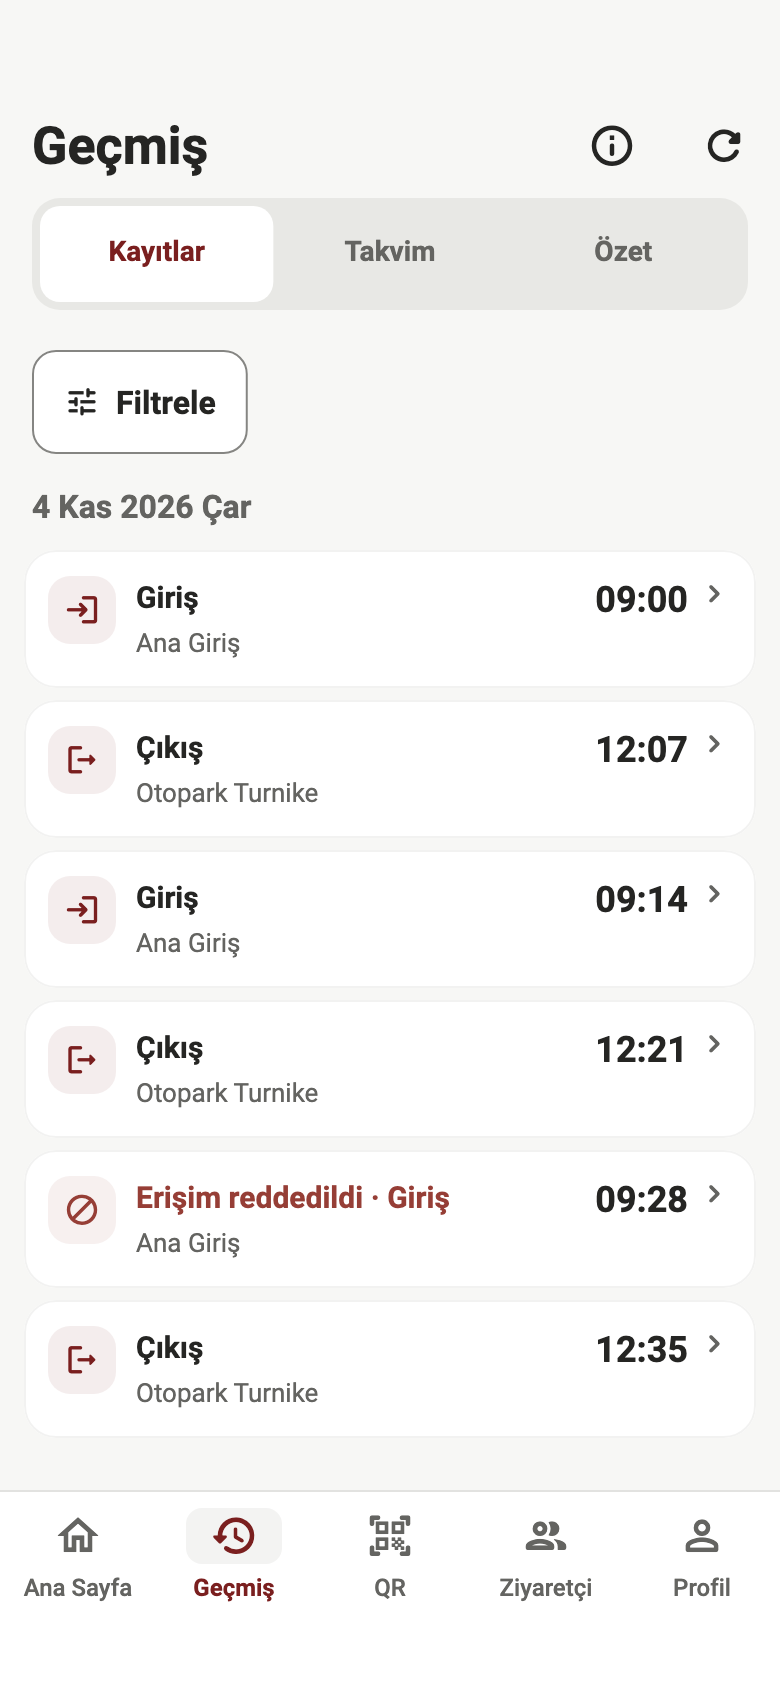 Geçmiş
Kayıtlar
Takvim
Özet
Filtrele
4 Kas 2026 Çar
Giriş
09:00
Ana Giriş
Çıkış
12:07
Otopark Turnike
Giriş
09:14
Ana Giriş
Çıkış
12:21
Otopark Turnike
Erişim reddedildi · Giriş
09:28
Ana Giriş
Çıkış
12:35
Otopark Turnike
Ana Sayfa
Geçmiş
QR
Ziyaretçi
Profil